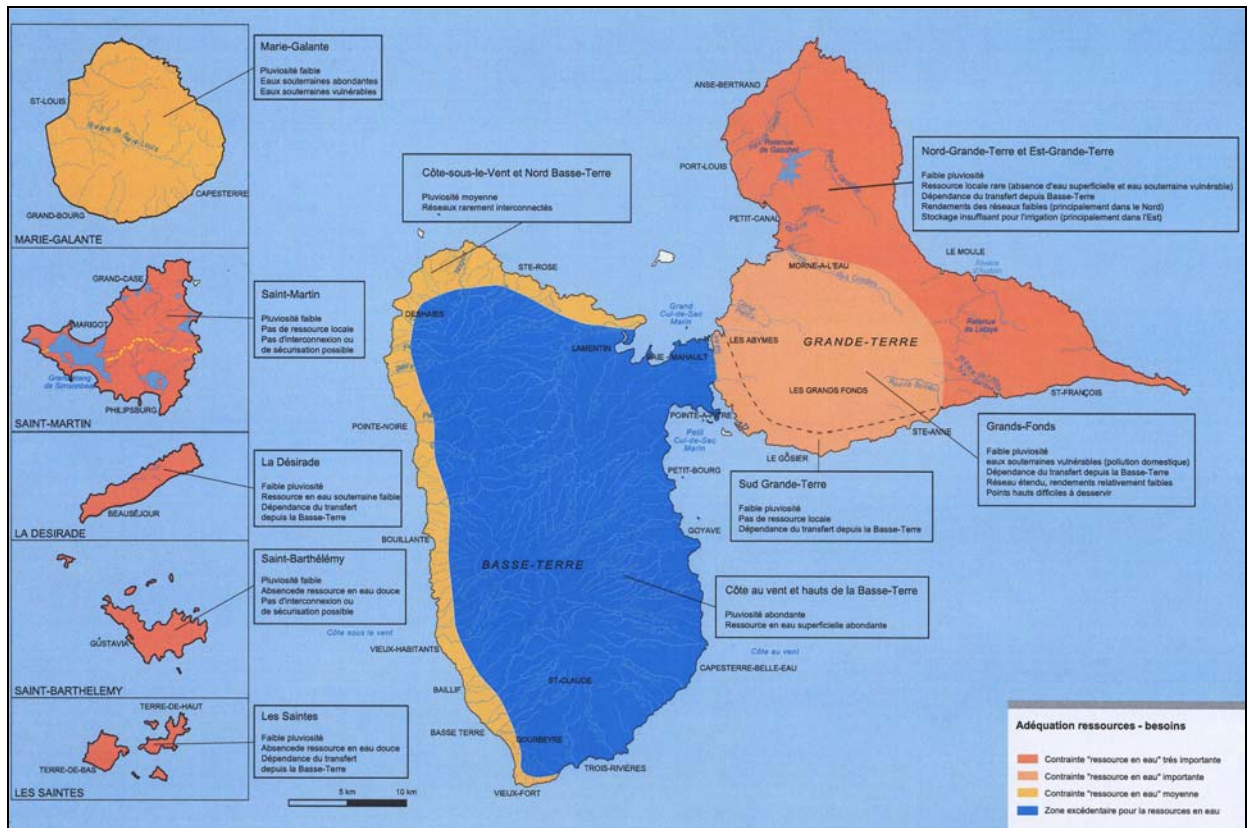 Marie-Galante
Pluviosité faible
Eaux souterraines abondantes
Eaux souterraines vulnérables
ST-LOUIS
Rivière de Saint-Louis
CAPESTERRE
GRAND-BOURG
MARIE-GALANTE
GRAND-CASE
Saint-Martin
Pluviosité faible
Pas de ressource locale
Pas d'interconnexion ou
de sécurisation possible
MARIGOT
PHILIPSBURG
SAINT-MARTIN
La Désirade
Faible pluviosité
Ressource en eau souterraine faible
Dépendance du transfert
depuis la Basse-Terre
BEAUSÉJOUR
LA DESIRADE
Saint-Barthélémy
Pluviosité faible
Absencede ressource en eau douce
Pas d'interconnexion ou
de sécurisation possible
GÜSTAVIA
SAINT-BARTHELEMY
TERRE-DE-HAUT
Les Saintes
Faible pluviosité
Absencede ressource en eau douce
Dépendance du transfert
depuis la Basse-Terre
TERRE-DE-BAS
LES SAINTES
Côte-sous-le-Vent et Nord Basse-Terre
Pluviosité moyenne
Réseaux rarement interconnectés
STE-ROSE
DESHAIES
LAMENTIN
BAIE - MAHAULT
Grand
Cul-de-Sac
Marin
POINTE-NOIRE
POINTE-A-PITRE
Petit
Cul-de-Sac
Marin
PETIT-BOURG
GOYAVE
BOUILLANTE
BASSE-TERRE
Côte sous le vent
VIEUX-HABITANTS
Côte au vent et hauts de la Basse-Terre
Pluviosité abondante
Ressource en eau superficielle abondante
Côte au vent
CAPESTERRE-BELLE-EAU
ST-CLAUDE
BAILLIF
BASSE TERRE
GOURBEYRE
TROIS-RIVIÈRES
VIEUX-FORT
5 km
10 km
ANSE-BERTRAND
Retenue
de Gaschet
PORT-LOUIS
PETIT-CANAL
Nord-Grande-Terre et Est-Grande-Terre
Faible pluviosité
Ressource locale rare (absence d'eau superficielle et eau souterraine vulnérable)
Dépendance du transfert depuis Basse-Terre
Rendements des réseaux faibles (principalement dans le Nord)
Stockage insuffisant pour l'irrigation (principalement dans l'Est)
LE MOULE
Rivière
d'Audoin
MORNE-A-L'EAU
Retenue
de Letaye
LES ABYMES
GRANDE-TERRE
LES GRANDS FONDS
ST-FRANÇOIS
STE-ANNE
LE GÔSIER
Grands-Fonds
Faible pluviosité
eaux souterraines vulnérables (pollution domestique)
Dépendance du transfert depuis la Basse-Terre
Réseau étendu, rendements relativement faibles
Points hauts difficiles à desservir
Sud Grande-Terre
Faible pluviosité
Pas de ressource locale
Dépendance du transfert depuis la Basse-Terre
Adéquation ressources - besoins
Contrainte "ressource en eau" très importante
Contrainte "ressource en eau" importante
Contrainte "ressource en eau" moyenne
Zone excédentaire pour la ressources en eau